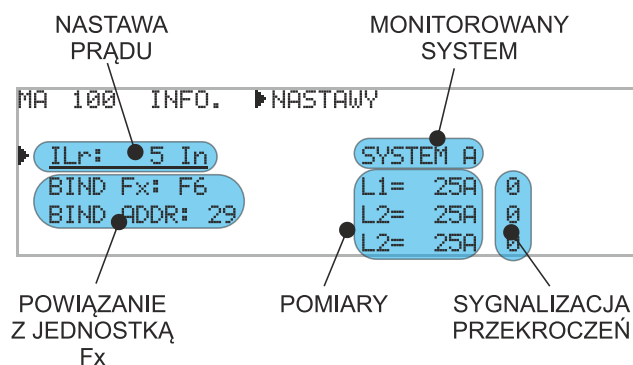 NASTAWA
PRĄDU
MONITOROWANY
SYSTEM
MA 100 INFO. ▶NASTAWY
▶ ILr: 5 In
SYSTEM A
BIND Fx: F6
BIND ADDR: 29
L1= 25A 0
L2= 25A 0
L2= 25A 0
POWIĄZANIE
Z JEDNOSTKĄ
Fx
POMIARY
SYGNALIZACJA
PRZEKROCZEŃ